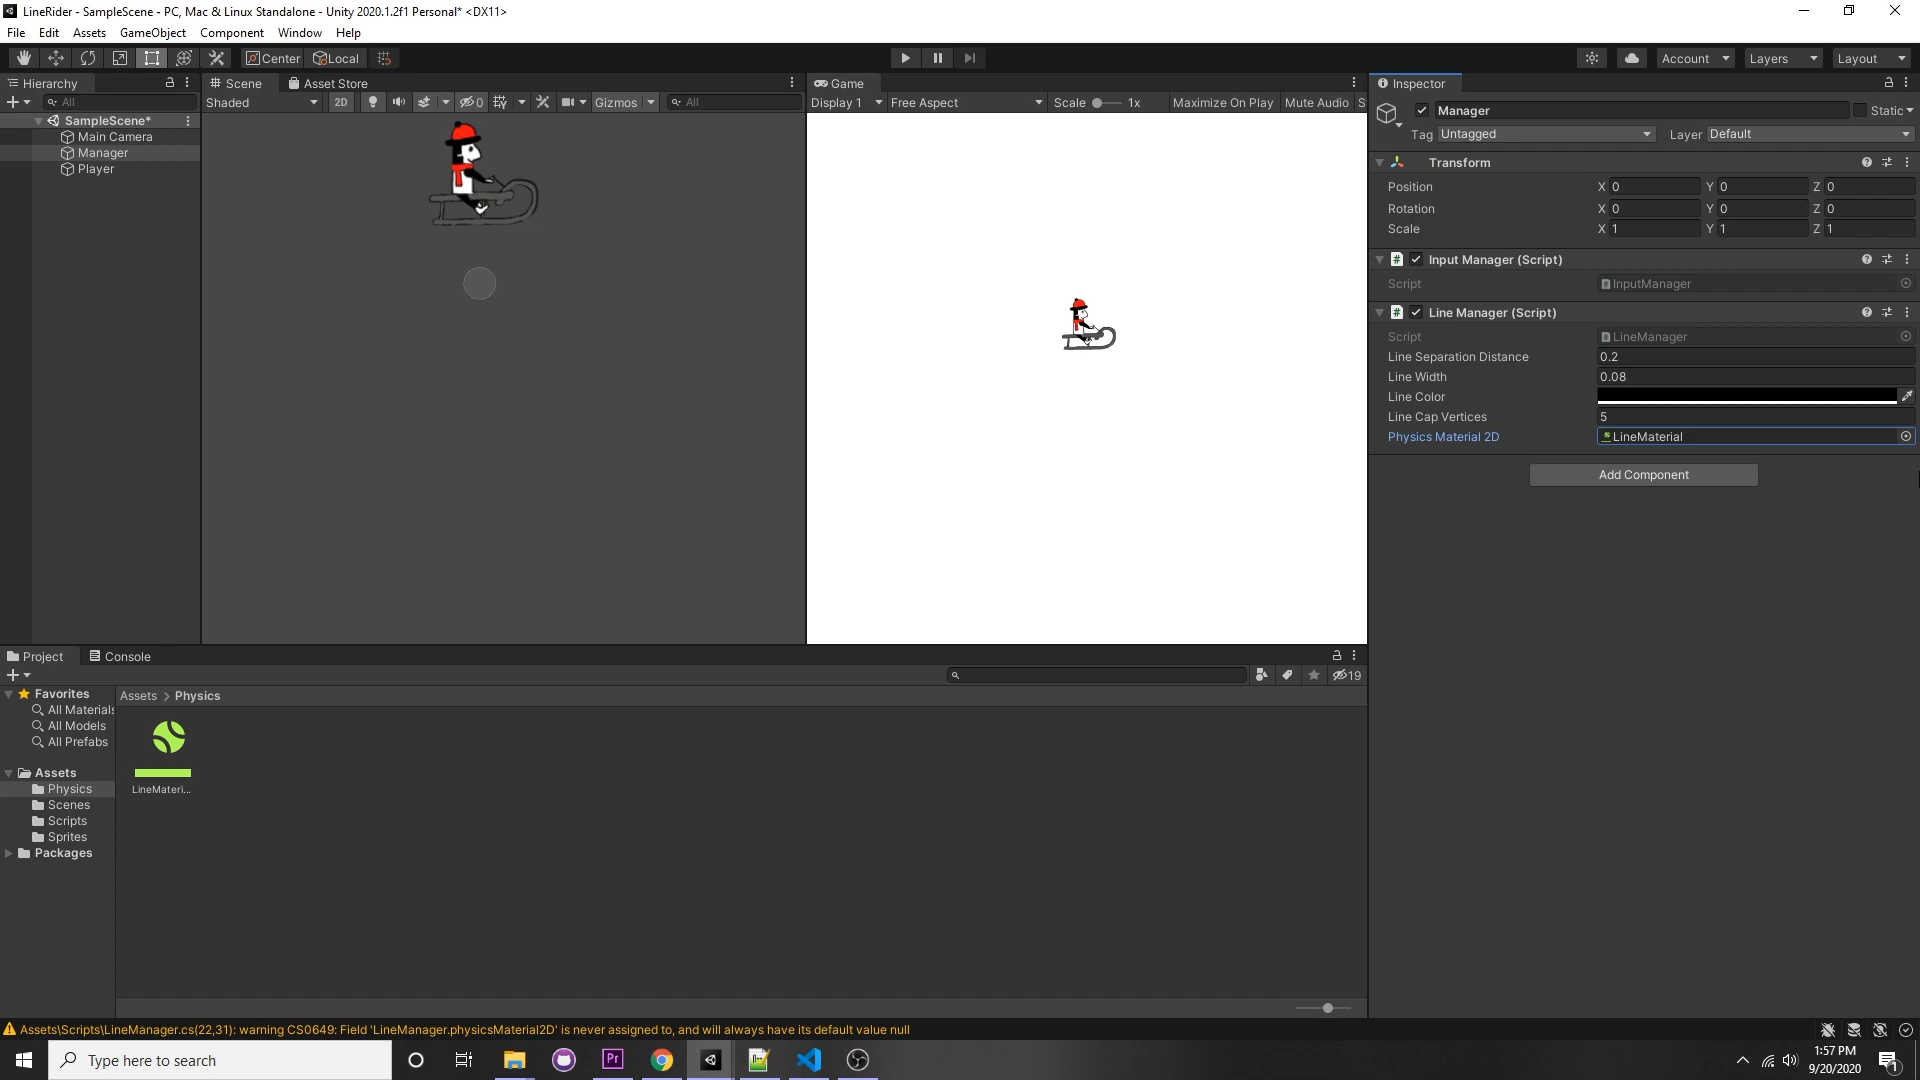 LineRider - SampleScene - PC, Mac & Linux Standalone - Unity 2020.1.2f1 Personal* <DX11>
File Edit Assets GameObject Component Window Help
Center Local
Account Layers Layout
Hierarchy
All
SampleScene*
Main Camera
Manager
Player
Scene Asset Store
Shaded 2D 0 Gizmos All
Game
Display 1 Free Aspect Scale 1x Maximize On Play Mute Audio S
Inspector
Manager Static
Tag Untagged Layer Default
Transform
Position X 0 Y 0 Z 0
Rotation X 0 Y 0 Z 0
Scale X 1 Y 1 Z 1
Input Manager (Script)
Script InputManager
Line Manager (Script)
Script LineManager
Line Separation Distance 0.2
Line Width 0.08
Line Color
Line Cap Vertices 5
Physics Material 2D LineMaterial
Add Component
Project Console
19
Favorites
All Materials
All Models
All Prefabs
Assets
Physics
Scenes
Scripts
Sprites
Packages
Assets > Physics
LineMateri...
Assets\Scripts\LineManager.cs(22,31): warning CS0649: Field 'LineManager.physicsMaterial2D' is never assigned to, and will always have its default value null
Type here to search
Pr
1:57 PM
9/20/2020
1